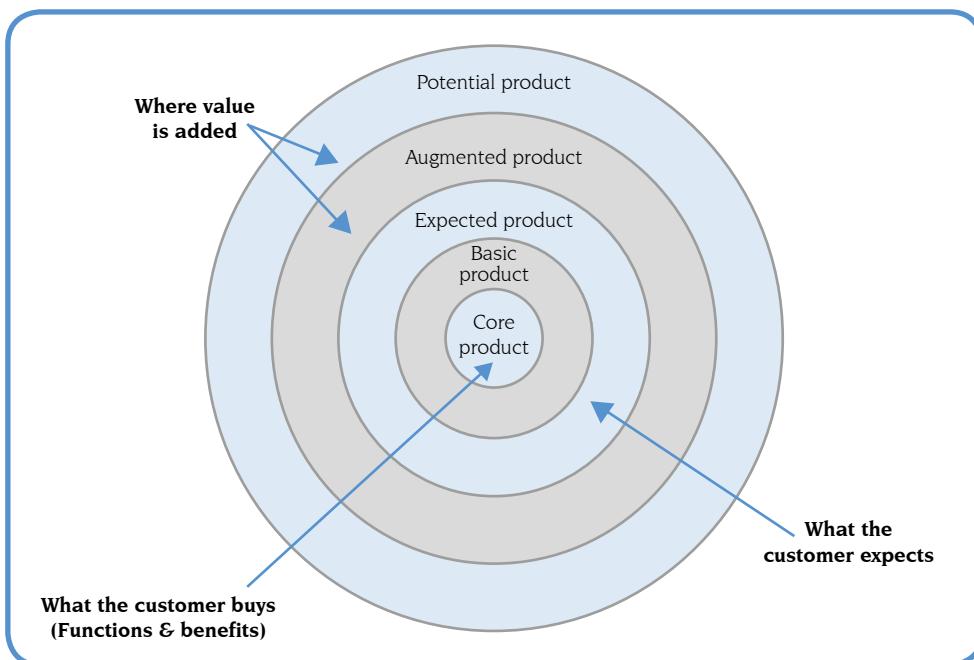 Potential product
Where value
is added
Augmented product
Expected product
Basic
product
Core
product
What the
customer expects
What the customer buys
(Functions & benefits)